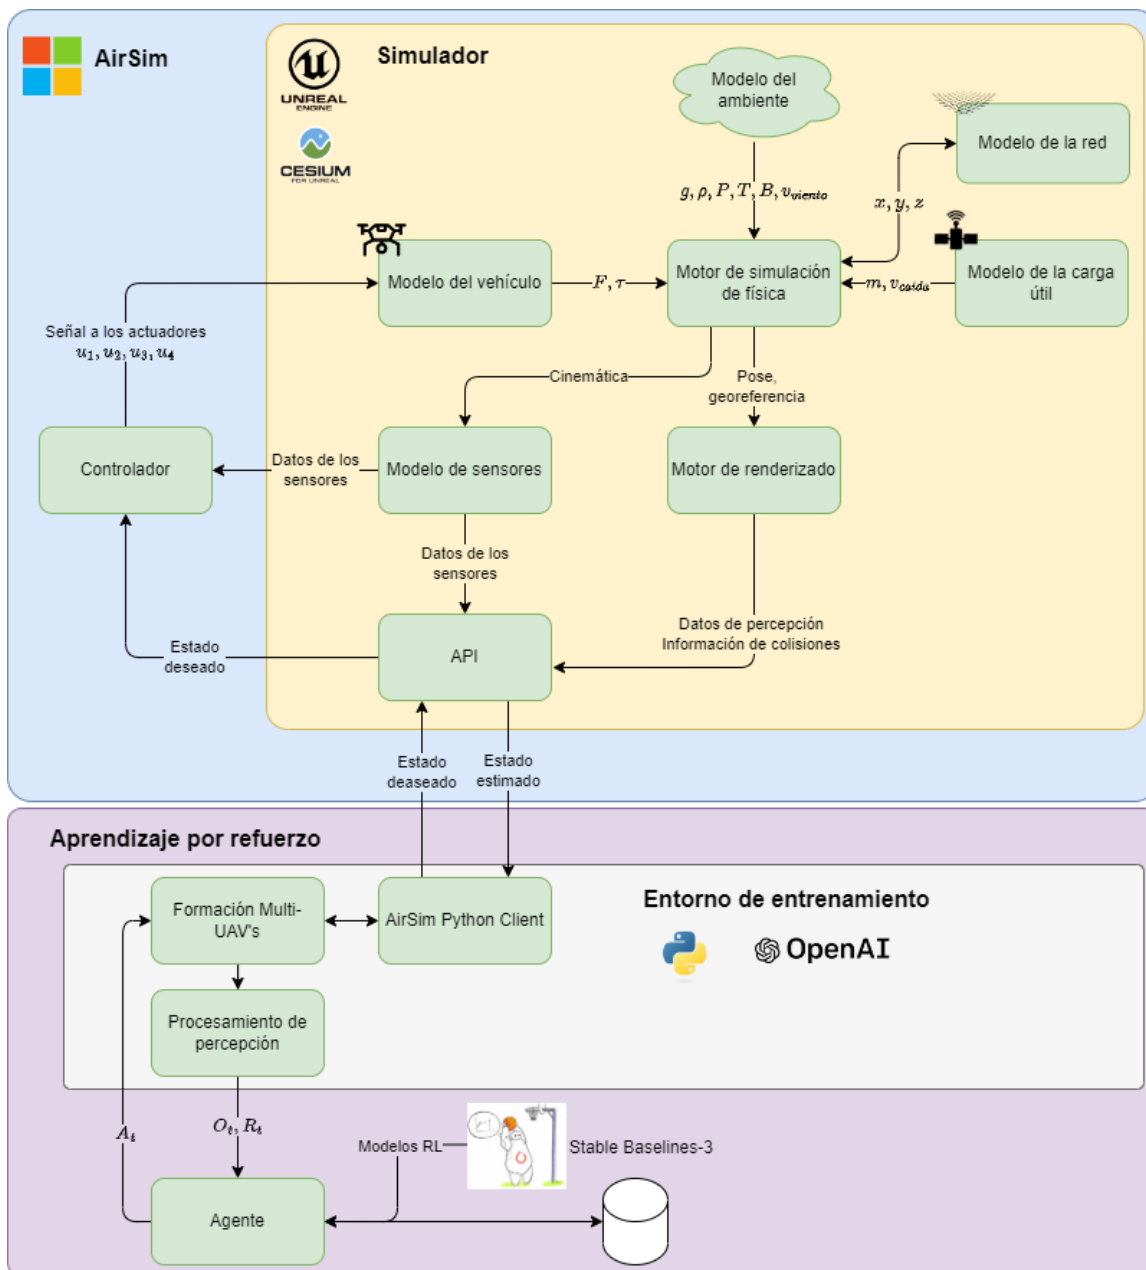 AirSim
Simulador
UNREAL
ENGINE
CESIUM
FOR UNREAL
Modelo del
ambiente
Modelo de la red
g, ρ, P, T, B, v_viento
x, y, z
Modelo del vehículo
F, τ
Motor de simulación
de física
m, v_caida
Modelo de la carga
útil
Señal a los actuadores
u₁, u₂, u₃, u₄
Cinemática
Pose,
georeferencia
Controlador
Datos de los
sensores
Modelo de sensores
Motor de renderizado
Datos de los
sensores
Datos de percepción
Información de colisiones
Estado
deseado
API
Estado
deaseado
Estado
estimado
Aprendizaje por refuerzo
Formación Multi-
UAV's
AirSim Python Client
Entorno de entrenamiento
OpenAI
Procesamiento de
percepción
Aₜ
Oₜ, Rₜ
Modelos RL
Stable Baselines-3
Agente